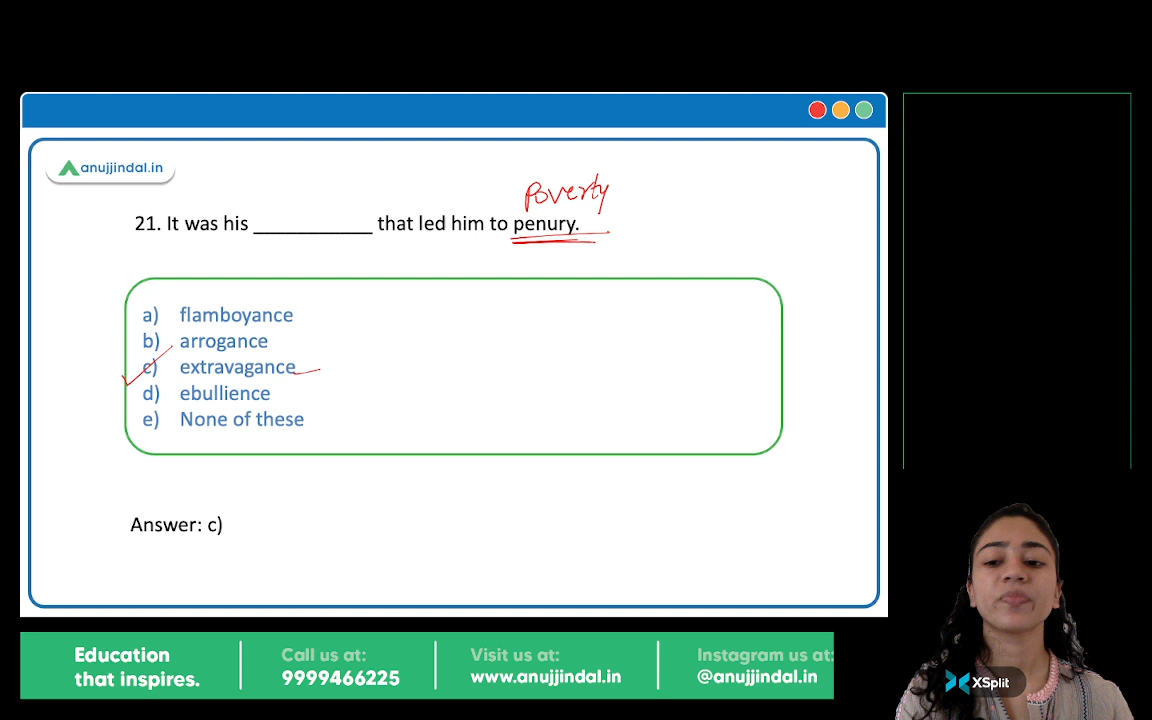 anujjindal.in
Poverty
21. It was his ___________ that led him to penury.
a) flamboyance
b) arrogance
c) extravagance
d) ebullience
e) None of these
Answer: c)
Education
that inspires.
Call us at:
9999466225
Visit us at:
www.anujjindal.in
Instagram us at:
@anujjindal.in
XSplit